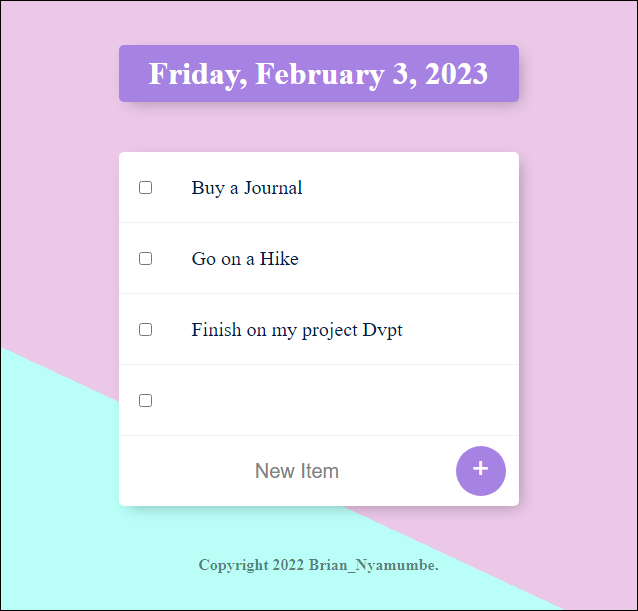 Friday, February 3, 2023
Buy a Journal
Go on a Hike
Finish on my project Dvpt
New Item +
Copyright 2022 Brian_Nyamumbe.